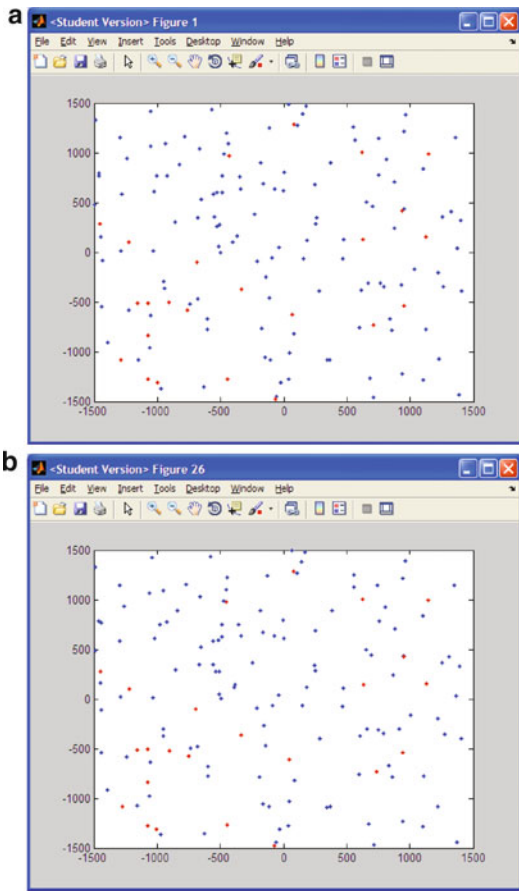 a
<Student Version> Figure 1
File Edit View Insert Tools Desktop Window Help
1500
1000
500
0
-500
-1000
-1500
-1500 -1000 -500 0 500 1000 1500
b
<Student Version> Figure 26
File Edit View Insert Tools Desktop Window Help
1500
1000
500
0
-500
-1000
-1500
-1500 -1000 -500 0 500 1000 1500